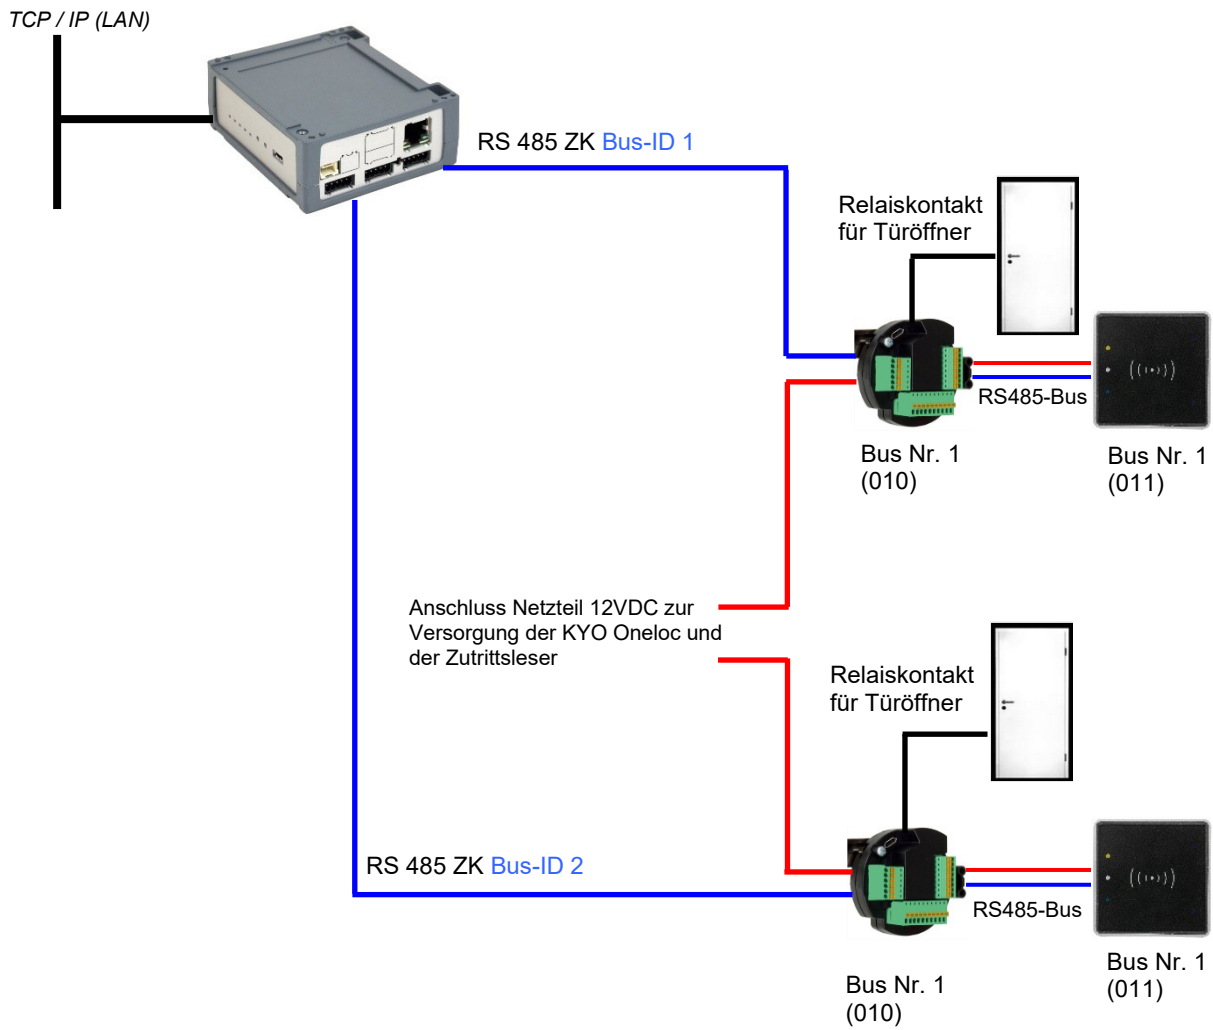 TCP / IP (LAN)
RS 485 ZK Bus-ID 1
Relaiskontakt
für Türöffner
RS485-Bus
Bus Nr. 1
(010)
Bus Nr. 1
(011)
Anschluss Netzteil 12VDC zur
Versorgung der KYO Oneloc und
der Zutrittsleser
Relaiskontakt
für Türöffner
RS 485 ZK Bus-ID 2
RS485-Bus
Bus Nr. 1
(010)
Bus Nr. 1
(011)